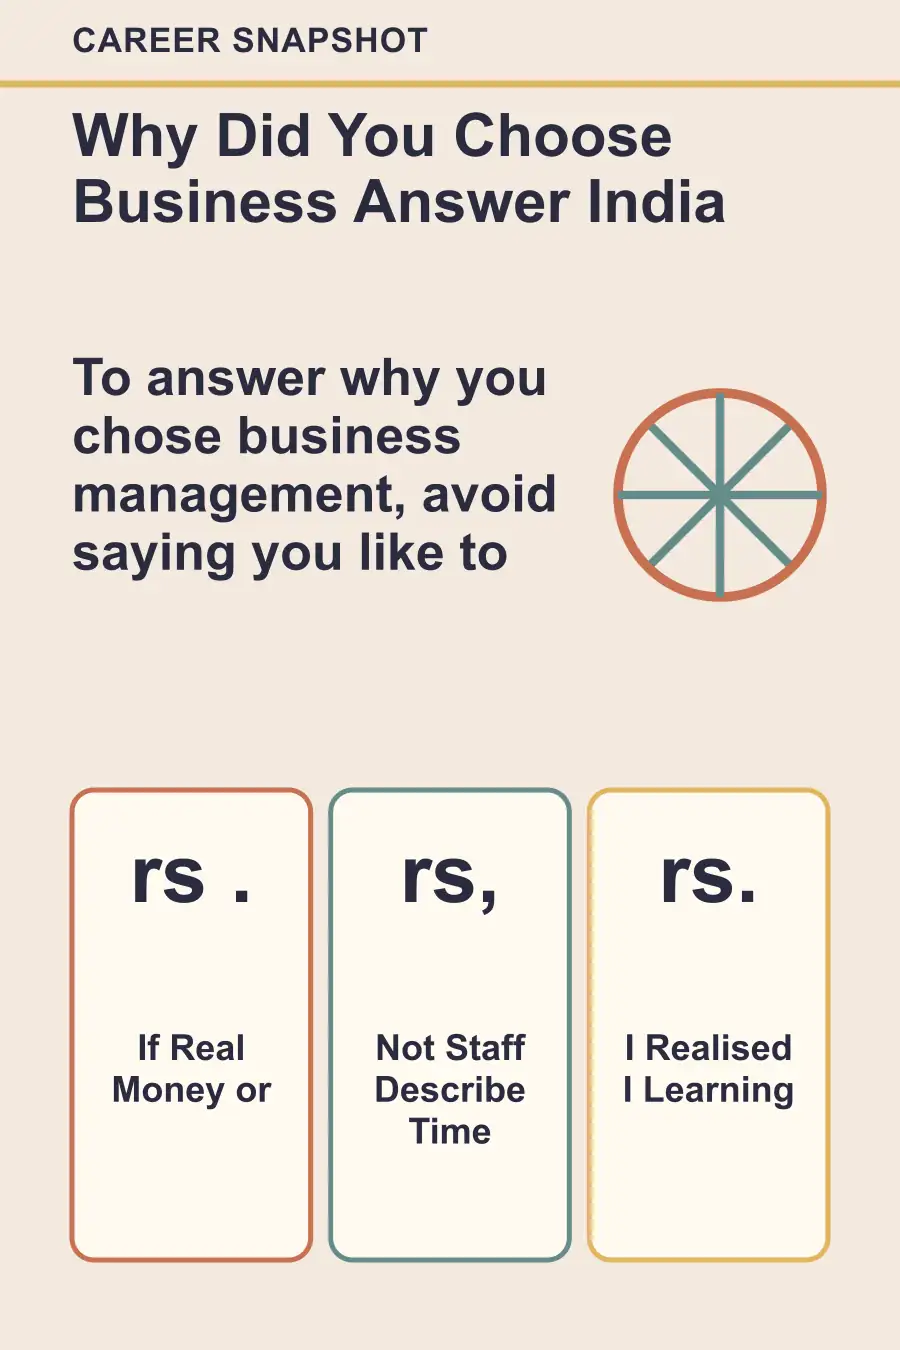 CAREER SNAPSHOT
Why Did You Choose
Business Answer India
To answer why you
chose business
management, avoid
saying you like to
rs .
If Real
Money or
rs,
Not Staff
Describe
Time
rs.
I Realised
I Learning